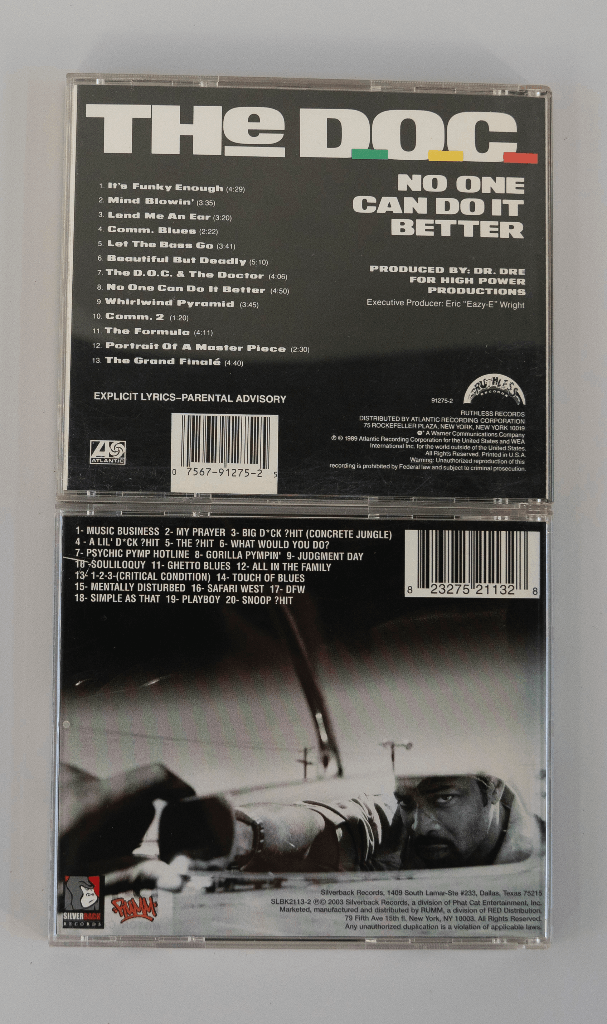 THe D.O.C.
NO ONE
CAN DO IT
BETTER
1. It's Funky Enough (4:29)
2. Mind Blowin' (3:35)
3. Lend Me An Ear (3:20)
4. Comm. Blues (2:22)
5. Let The Bass Go (3:41)
6. Beautiful But Deadly (5:10)
7. The D.O.C. & The Doctor (4:06)
8. No One Can Do It Better (4:50)
9. Whirlwind Pyramid (3:45)
10. Comm. 2 (1:20)
11. The Formula (4:11)
12. Portrait Of A Master Piece (2:30)
13. The Grand Finalé (4:40)
PRODUCED BY: DR. DRE
FOR HIGH POWER
PRODUCTIONS
Executive Producer: Eric "Eazy-E" Wright
EXPLICIT LYRICS–PARENTAL ADVISORY
91275-2
RUTHLESS
RECORDS
RUTHLESS RECORDS
DISTRIBUTED BY ATLANTIC RECORDING CORPORATION
75 ROCKEFELLER PLAZA, NEW YORK, NEW YORK 10019
A Warner Communications Company
℗ © 1989 Atlantic Recording Corporation for the United States and WEA
International Inc. for the world outside of the United States.
All Rights Reserved. Printed in U.S.A.
Warning: Unauthorized reproduction of this
recording is prohibited by Federal law and subject to criminal prosecution.
ATLANTIC
0 7567-91275-2 5
1- MUSIC BUSINESS 2- MY PRAYER 3- BIG D*CK ?HIT (CONCRETE JUNGLE)
4 - A LIL' D*CK ?HIT 5- THE ?HIT 6- WHAT WOULD YOU DO?
7- PSYCHIC PYMP HOTLINE 8- GORILLA PYMPIN' 9- JUDGMENT DAY
10 -SOULILOQUY 11- GHETTO BLUES 12- ALL IN THE FAMILY
13- 1-2-3-(CRITICAL CONDITION) 14- TOUCH OF BLUES
15- MENTALLY DISTURBED 16- SAFARI WEST 17- DFW
18- SIMPLE AS THAT 19- PLAYBOY 20- SNOOP ?HIT
8 23275 21132 8
SILVERBACK
RECORDS
RUMM
Silverback Records, 1409 South Lamar-Ste #233, Dallas, Texas 75215
SLBK2113-2 ℗© 2003 Silverback Records, a division of Phat Cat Entertainment, Inc.
Marketed, manufactured and distributed by RUMM, a division of RED Distribution.
79 Fifth Ave 15th fl. New York, NY 10003. All Rights Reserved.
Any unauthorized duplication is a violation of applicable laws.